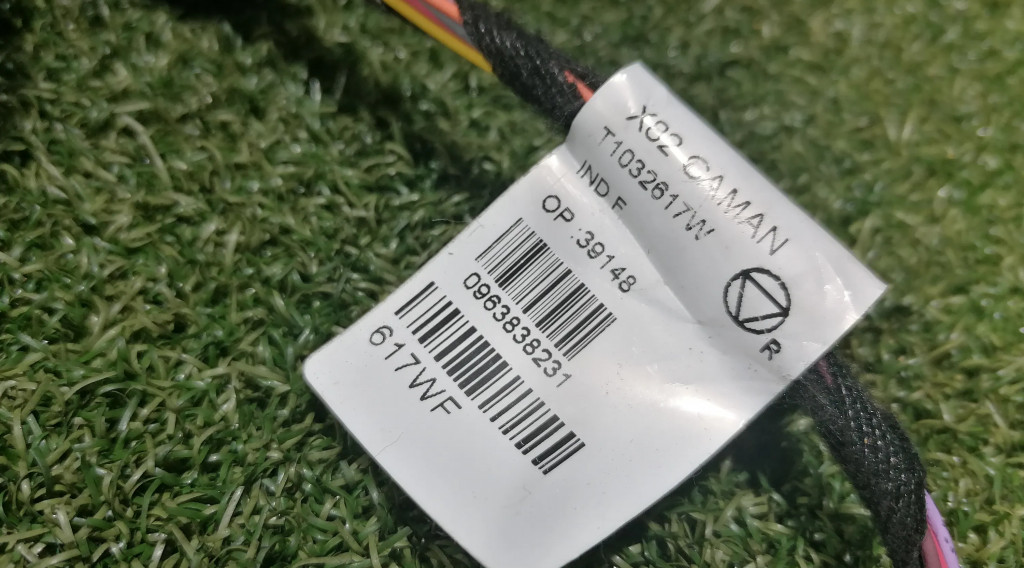 X82 CAMAN
T1032617W
IND F
OP :39148
0963838231
617WF
R